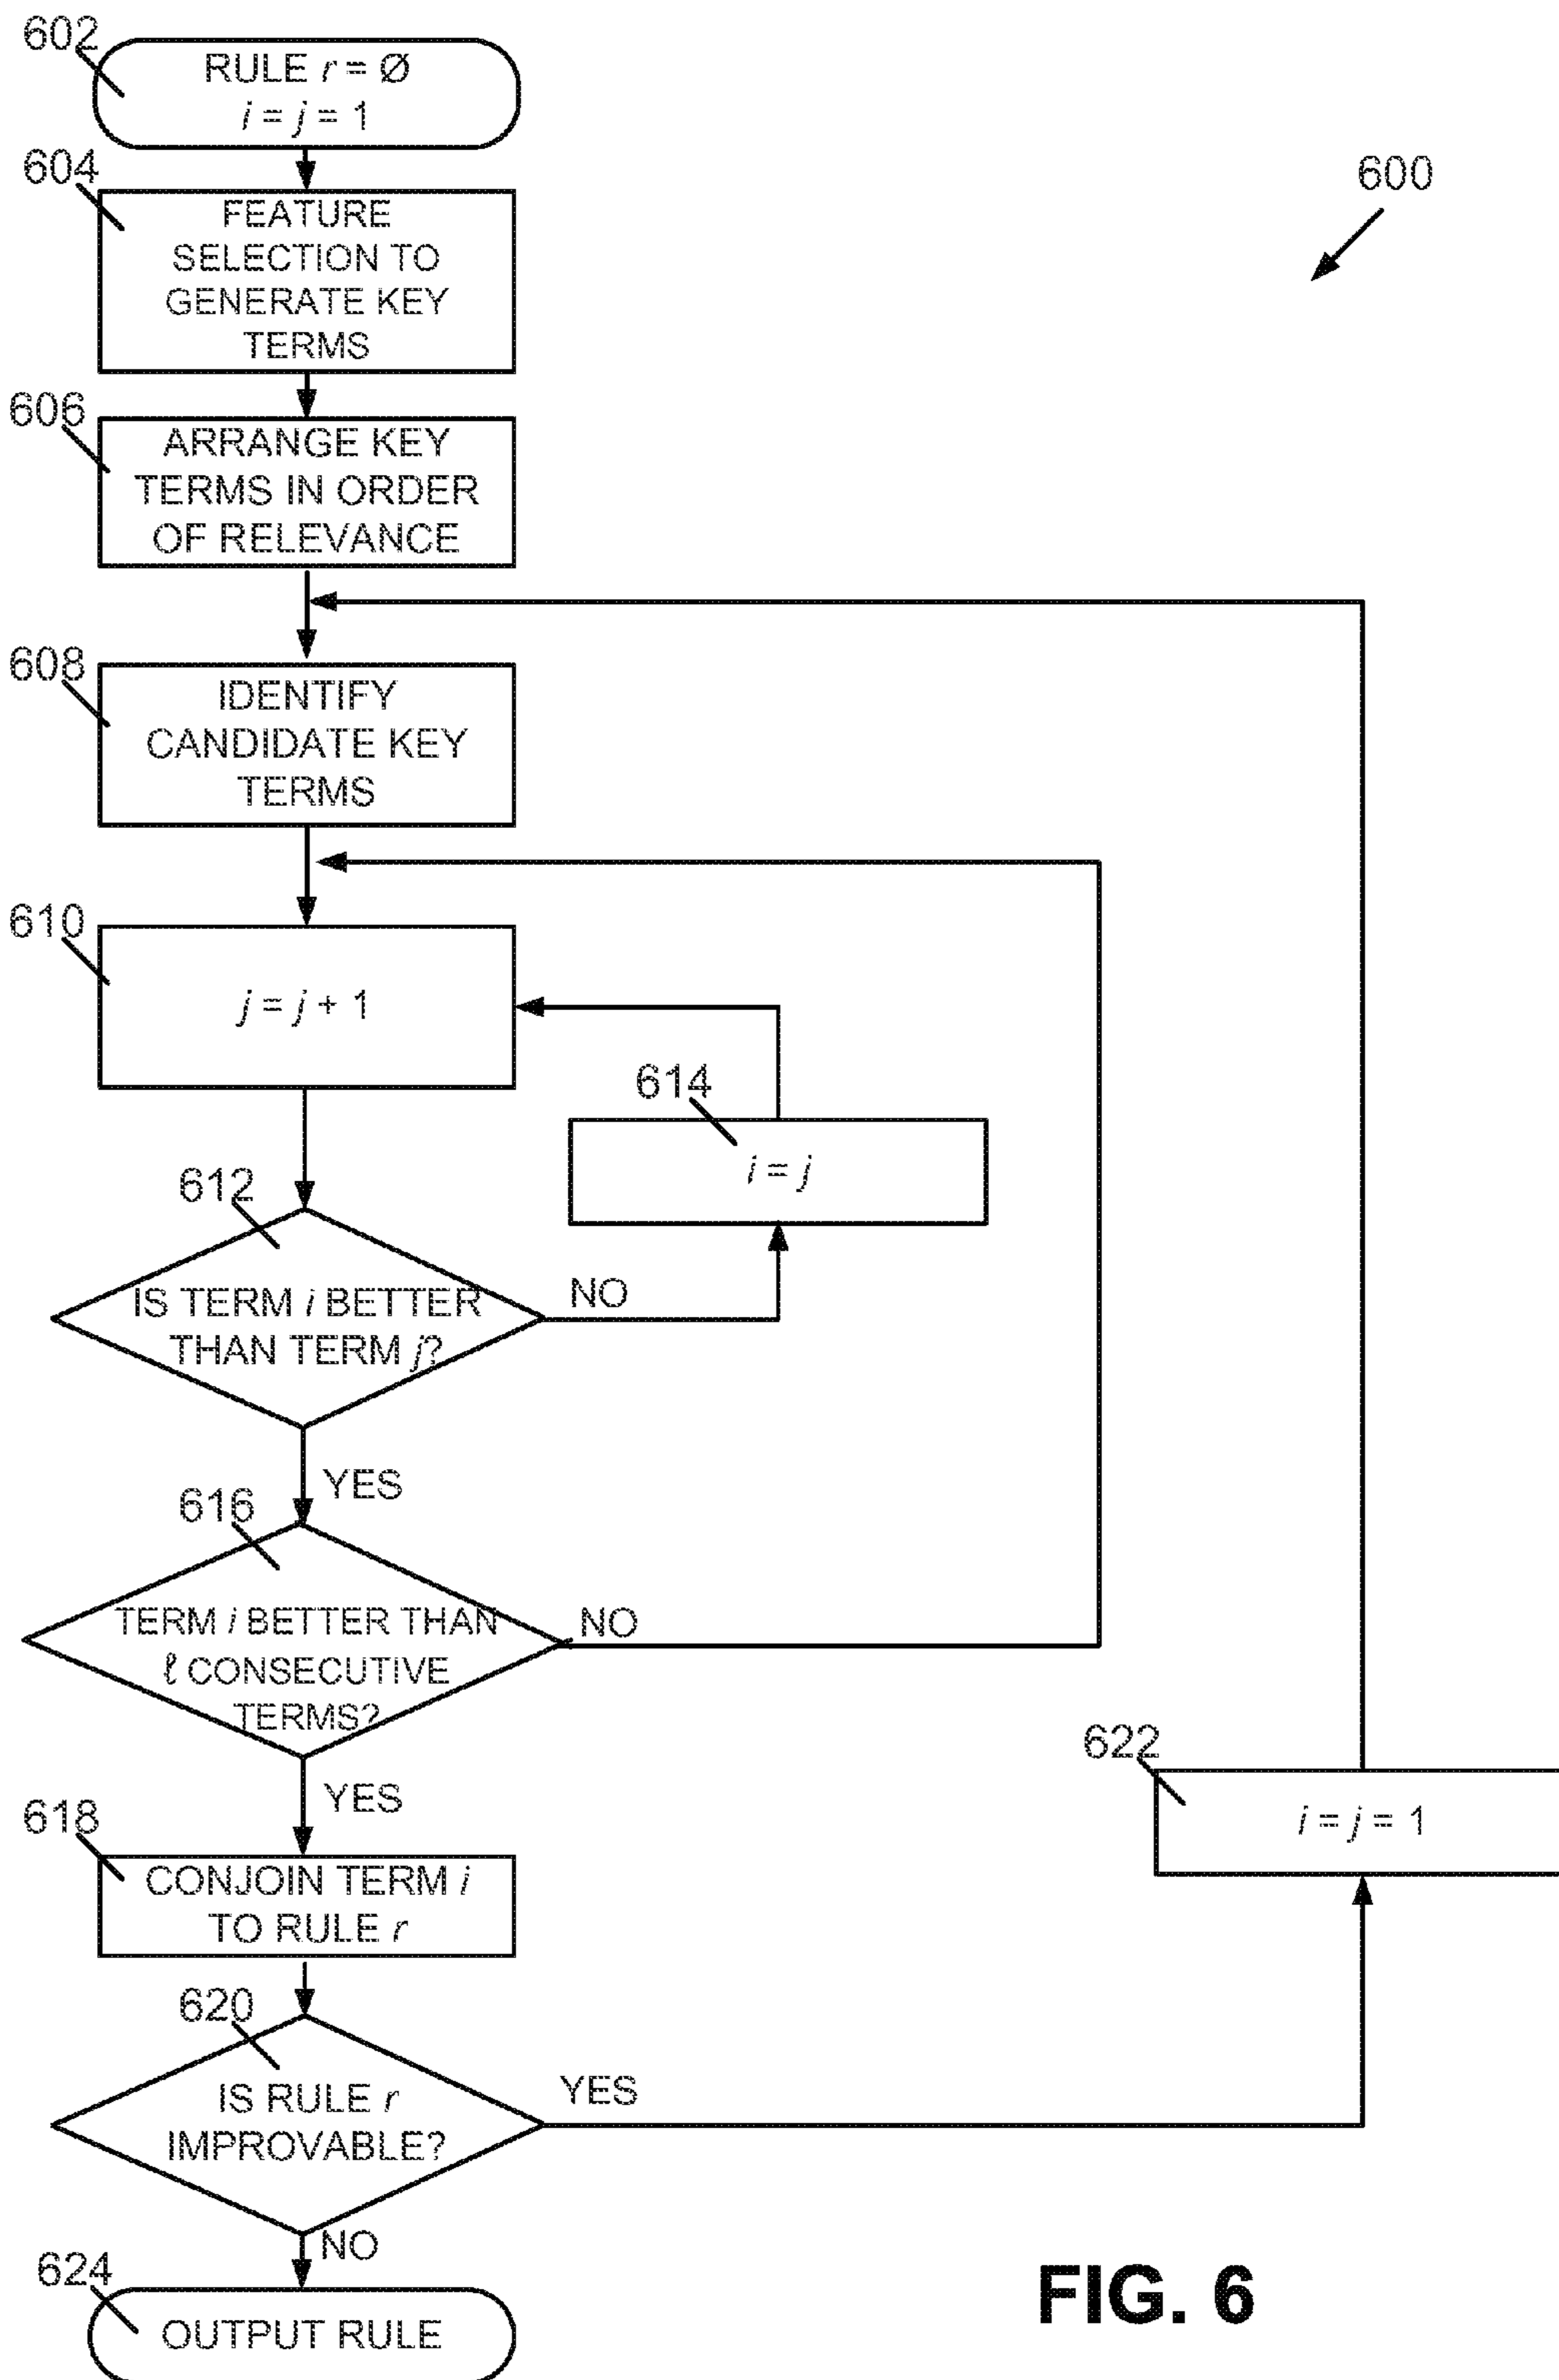 602
RULE r = Ø
i = j = 1
604
FEATURE
SELECTION TO
GENERATE KEY
TERMS
600
606
ARRANGE KEY
TERMS IN ORDER
OF RELEVANCE
608
IDENTIFY
CANDIDATE KEY
TERMS
610
j = j + 1
614
i = j
612
IS TERM i BETTER
THAN TERM j?
NO
YES
616
TERM i BETTER THAN
ℓ CONSECUTIVE
TERMS?
NO
YES
618
CONJOIN TERM i
TO RULE r
622
i = j = 1
620
IS RULE r
IMPROVABLE?
YES
NO
624
OUTPUT RULE
FIG. 6